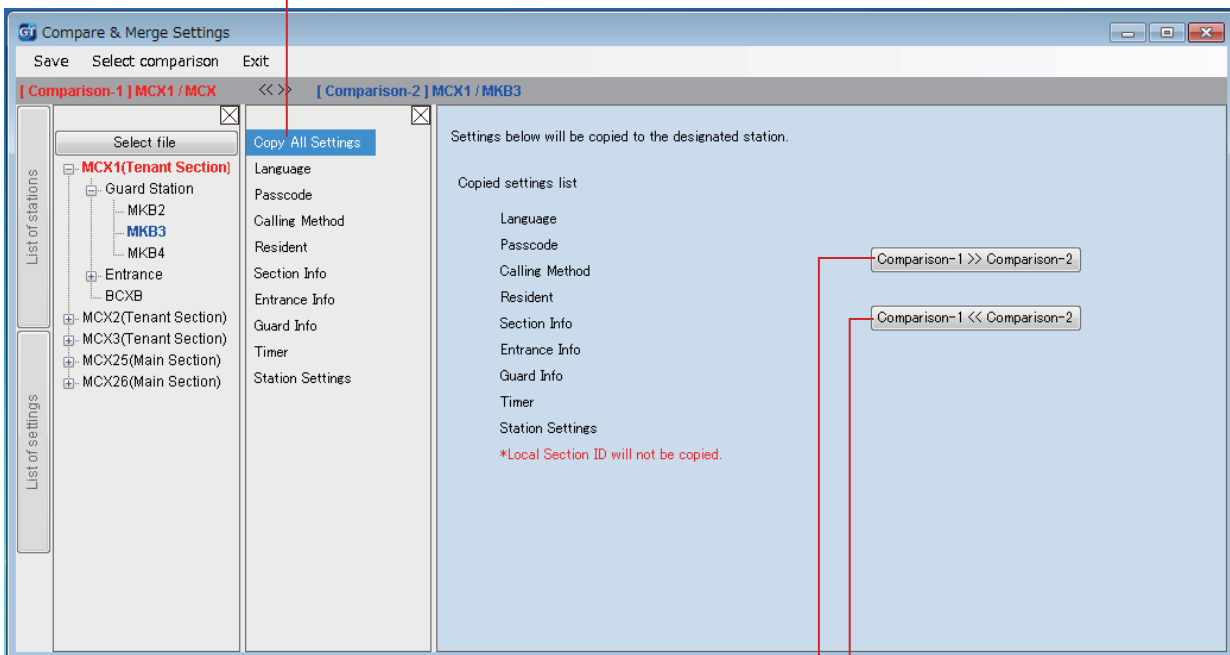 GT Compare & Merge Settings
Save Select comparison Exit
[ Comparison-1 ] MCX1 / MCX << >> [ Comparison-2 ] MCX1 / MKB3
List of stations
List of settings
Select file
MCX1(Tenant Section)
Guard Station
MKB2
MKB3
MKB4
Entrance
BCXB
MCX2(Tenant Section)
MCX3(Tenant Section)
MCX25(Main Section)
MCX26(Main Section)
Copy All Settings
Language
Passcode
Calling Method
Resident
Section Info
Entrance Info
Guard Info
Timer
Station Settings
Settings below will be copied to the designated station.
Copied settings list
Language
Passcode
Calling Method
Resident
Section Info
Entrance Info
Guard Info
Timer
Station Settings
*Local Section ID will not be copied.
Comparison-1 >> Comparison-2
Comparison-1 << Comparison-2